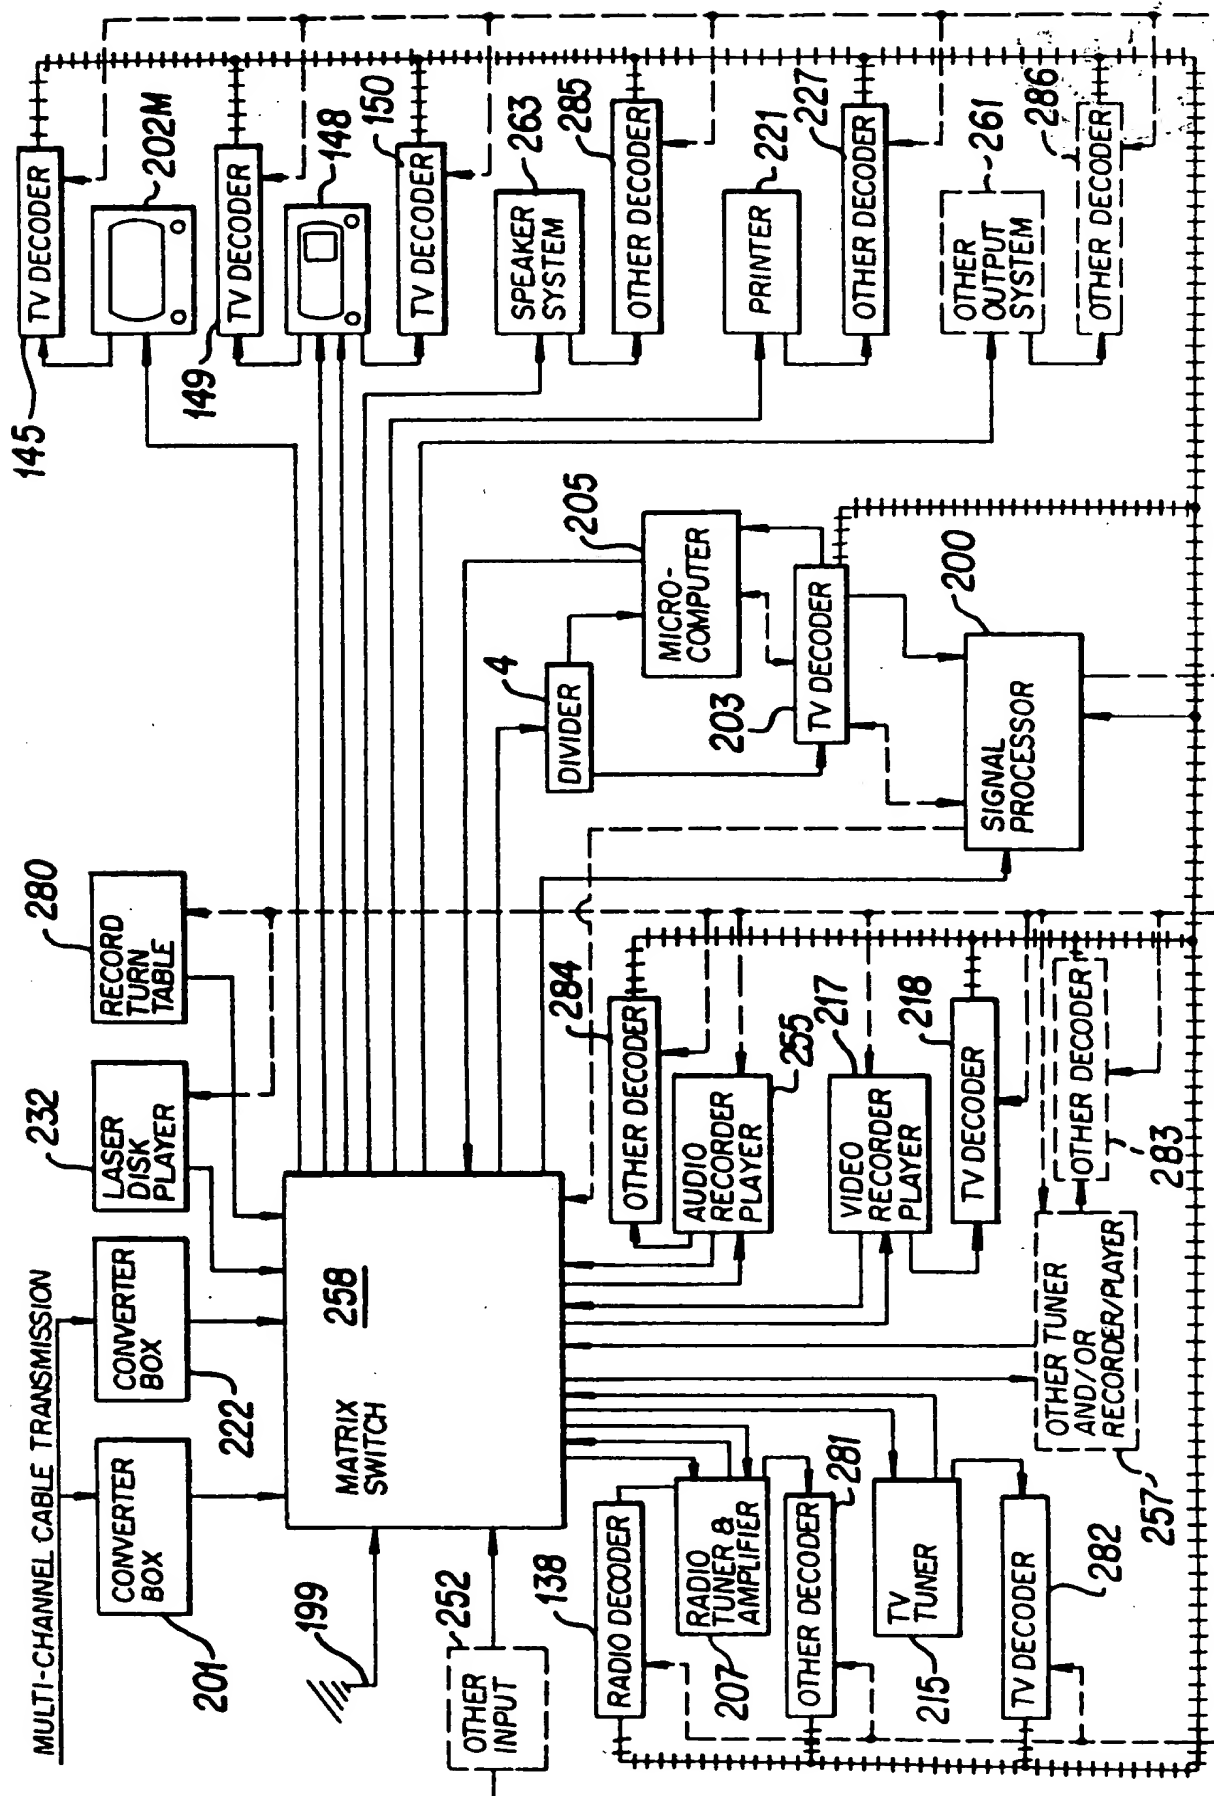 MULTI-CHANNEL CABLE TRANSMISSION
CONVERTER
BOX
201
CONVERTER
BOX
222
LASER
DISK
PLAYER
232
RECORD
TURN
TABLE
280
199
OTHER
INPUT
252
MATRIX
SWITCH
258
TV DECODER
145
202M
TV DECODER
149
148
TV DECODER
150
SPEAKER
SYSTEM
263
OTHER DECODER
285
PRINTER
221
OTHER DECODER
227
OTHER
OUTPUT
SYSTEM
261
OTHER DECODER
286
DIVIDER
4
MICRO-
COMPUTER
205
TV DECODER
203
SIGNAL
PROCESSOR
200
RADIO DECODER
138
RADIO
TUNER &
AMPLIFIER
207
OTHER DECODER
281
TV
TUNER
215
TV DECODER
282
OTHER TUNER
AND/OR
RECORDER/PLAYER
257
OTHER DECODER
284
AUDIO
RECORDER
PLAYER
255
VIDEO
RECORDER
PLAYER
217
TV DECODER
218
OTHER DECODER
283